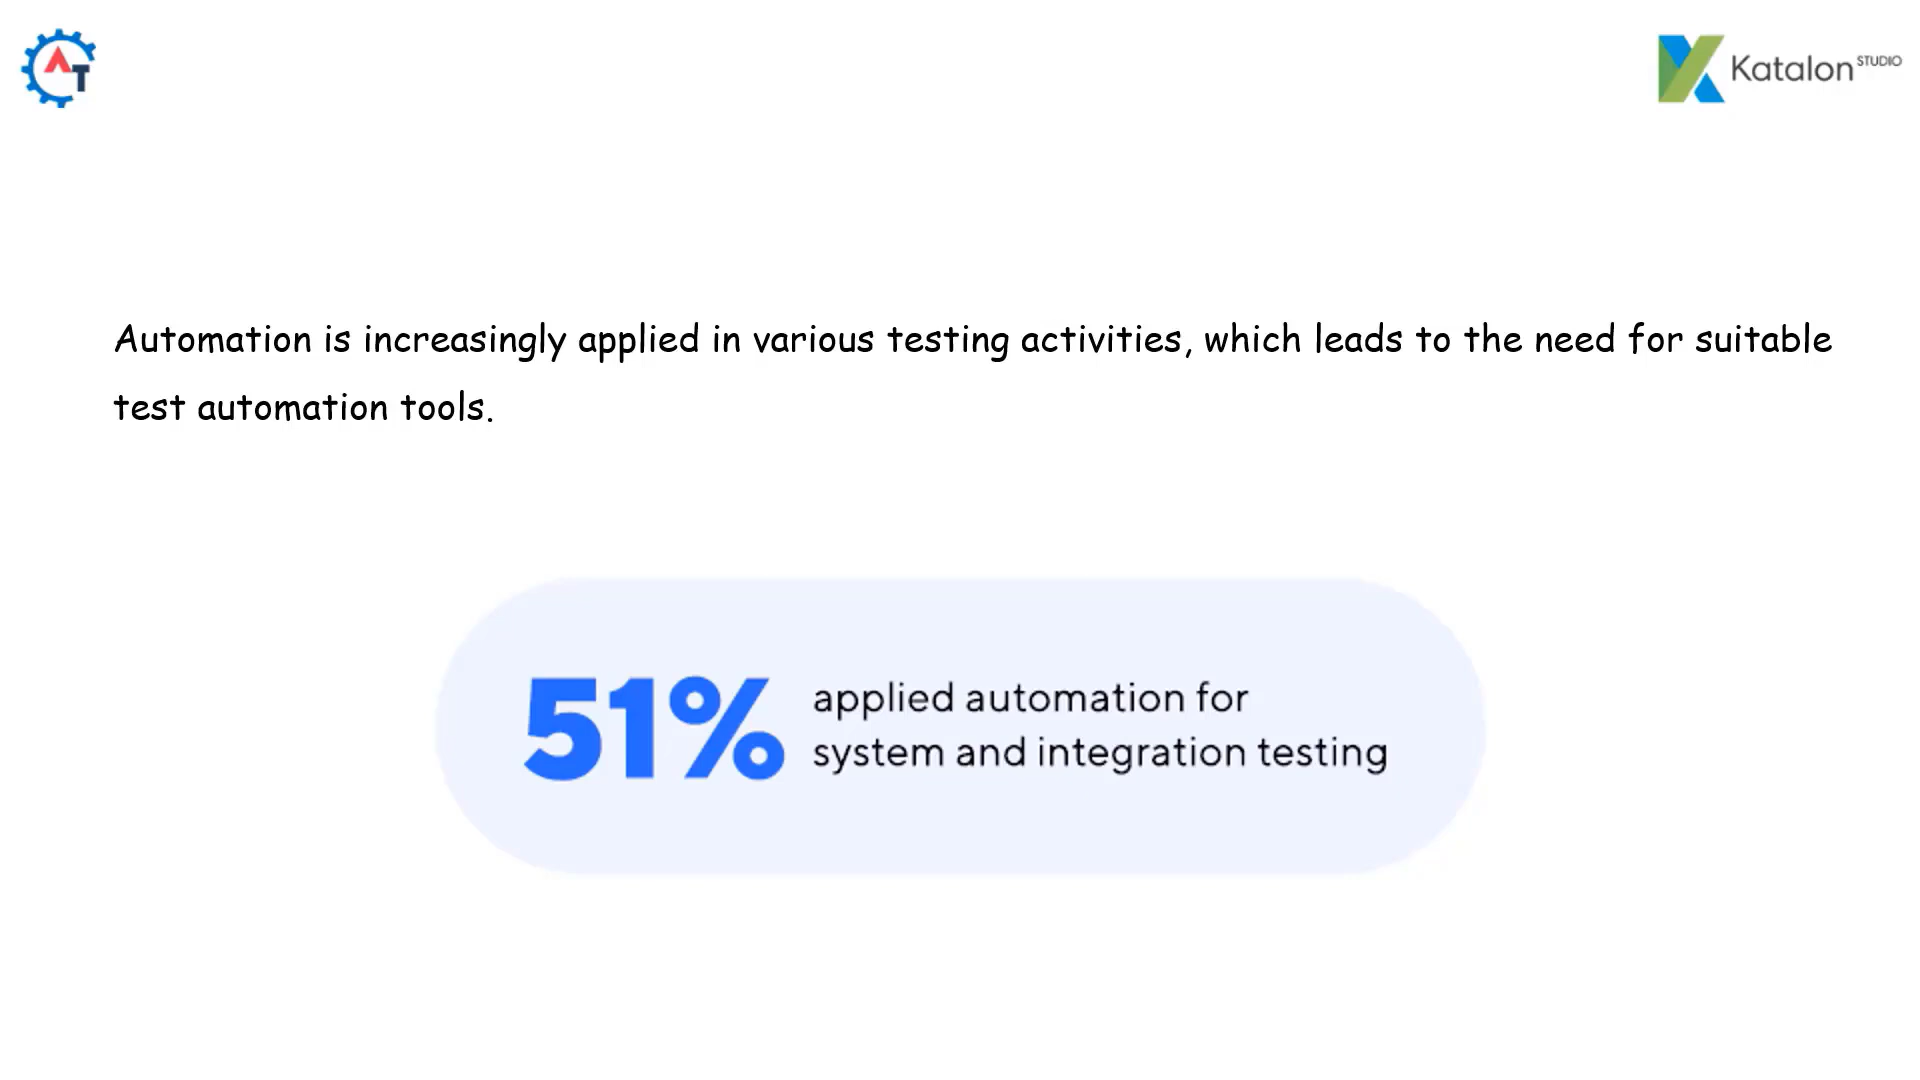 AT
Katalon STUDIO
Automation is increasingly applied in various testing activities, which leads to the need for suitable
test automation tools.
51%
applied automation for
system and integration testing